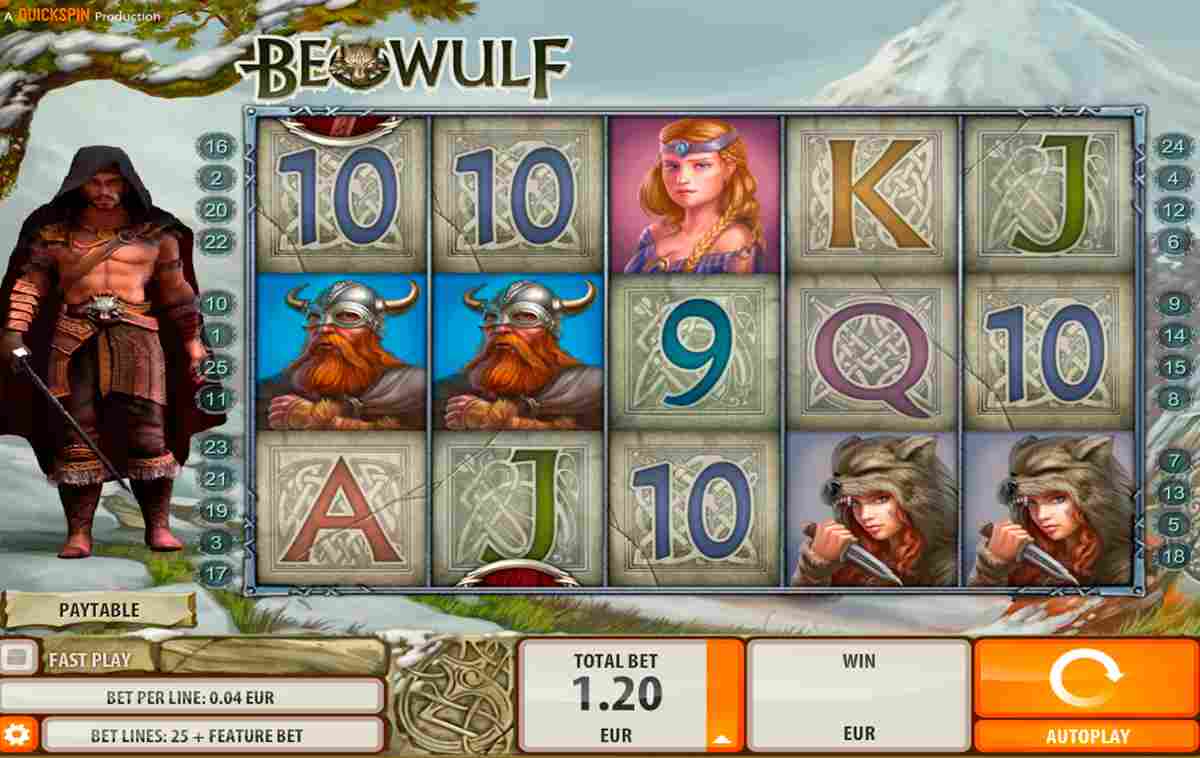 A QUICKSPIN Production
BEOWULF
16
2
20
22
10
1
25
11
23
21
19
3
17
10 10 K J
9 Q 10
A J 10
24
4
12
6
9
14
15
8
7
13
5
18
PAYTABLE
FAST PLAY
BET PER LINE: 0.04 EUR
BET LINES: 25 + FEATURE BET
TOTAL BET
1.20
EUR
WIN
EUR
AUTOPLAY